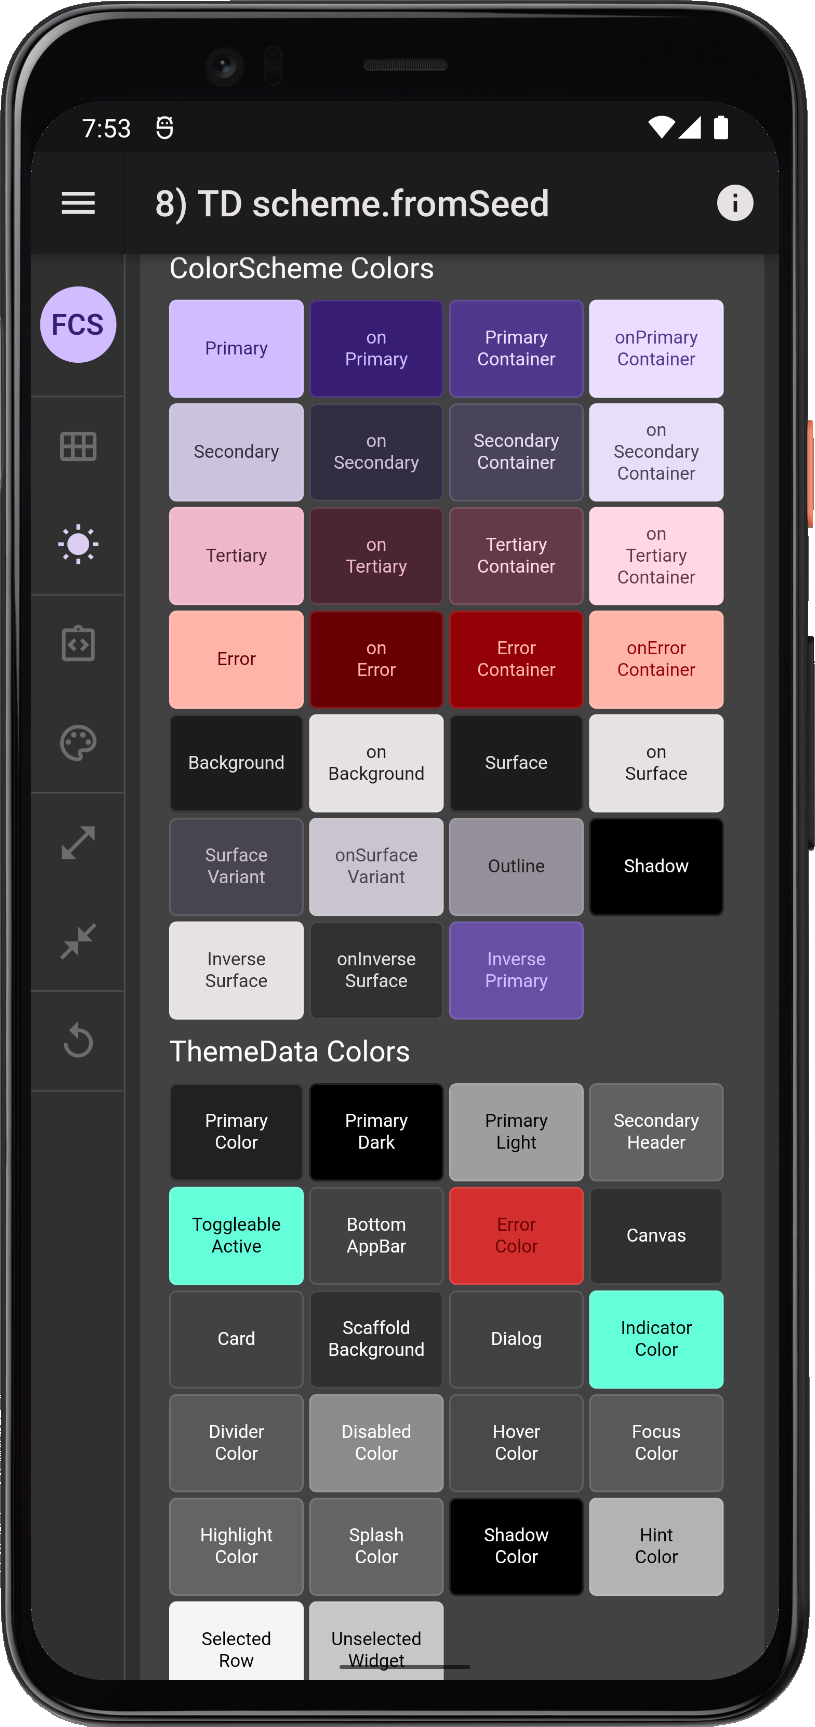 7:53
8) TD scheme.fromSeed
FCS
ColorScheme Colors
Primary
on
Primary
Primary
Container
onPrimary
Container
Secondary
on
Secondary
Secondary
Container
on
Secondary
Container
Tertiary
on
Tertiary
Tertiary
Container
on
Tertiary
Container
Error
on
Error
Error
Container
onError
Container
Background
on
Background
Surface
on
Surface
Surface
Variant
onSurface
Variant
Outline
Shadow
Inverse
Surface
onInverse
Surface
Inverse
Primary
ThemeData Colors
Primary
Color
Primary
Dark
Primary
Light
Secondary
Header
Toggleable
Active
Bottom
AppBar
Error
Color
Canvas
Card
Scaffold
Background
Dialog
Indicator
Color
Divider
Color
Disabled
Color
Hover
Color
Focus
Color
Highlight
Color
Splash
Color
Shadow
Color
Hint
Color
Selected
Row
Unselected
Widget